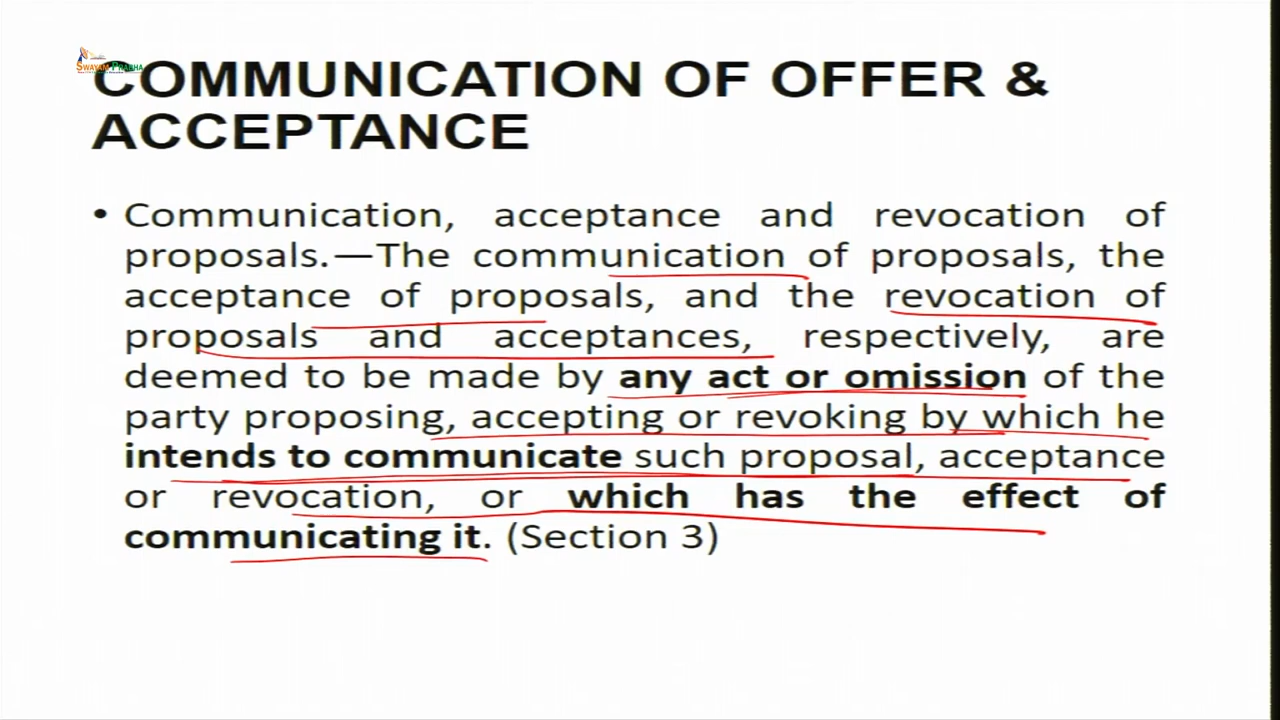 SWAYAM PRABHA
COMMUNICATION OF OFFER &
ACCEPTANCE
• Communication, acceptance and revocation of
proposals.—The communication of proposals, the
acceptance of proposals, and the revocation of
proposals and acceptances, respectively, are
deemed to be made by any act or omission of the
party proposing, accepting or revoking by which he
intends to communicate such proposal, acceptance
or revocation, or which has the effect of
communicating it. (Section 3)